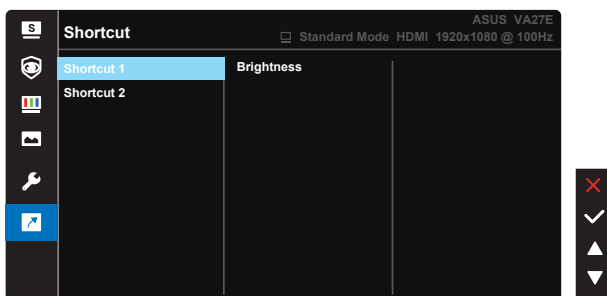 S
ASUS VA27E
Shortcut
Standard Mode HDMI 1920x1080 @ 100Hz
Shortcut 1 Brightness
Shortcut 2